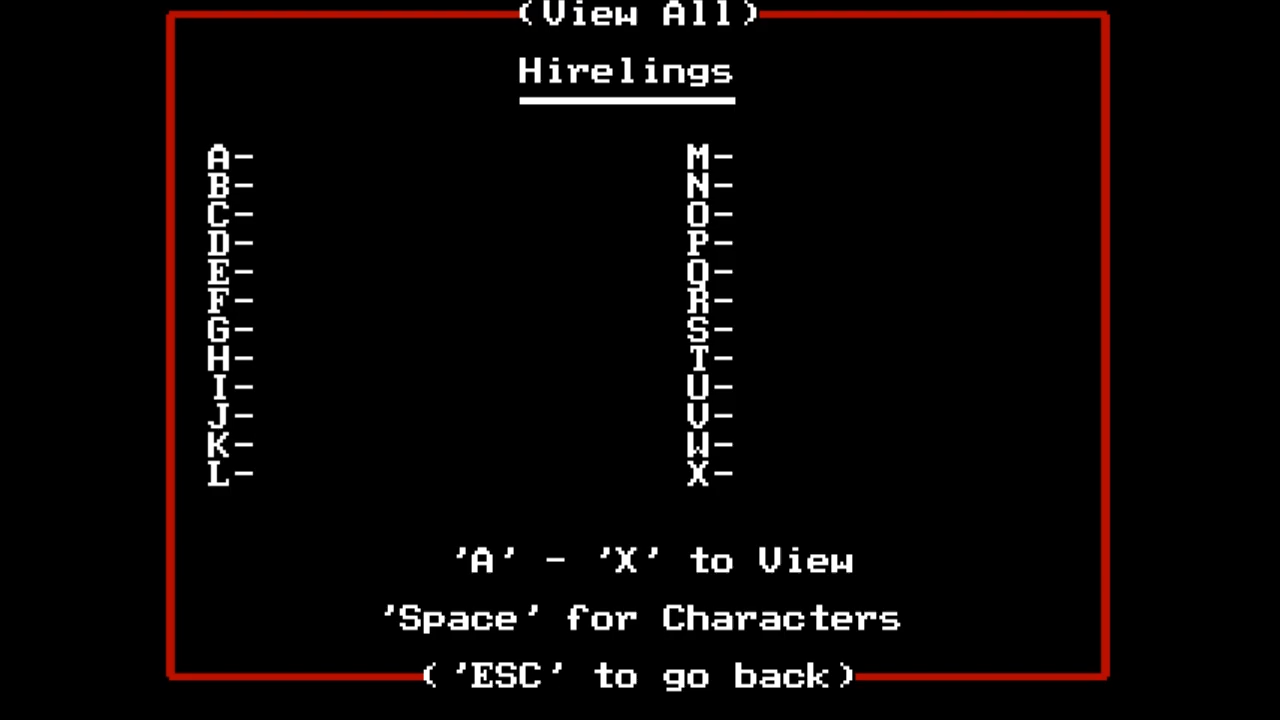 (View All)
Hirelings
A-
B-
C-
D-
E-
F-
G-
H-
I-
J-
K-
L-
M-
N-
O-
P-
Q-
R-
S-
T-
U-
V-
W-
X-
'A' - 'X' to View
'Space' for Characters
('ESC' to go back)